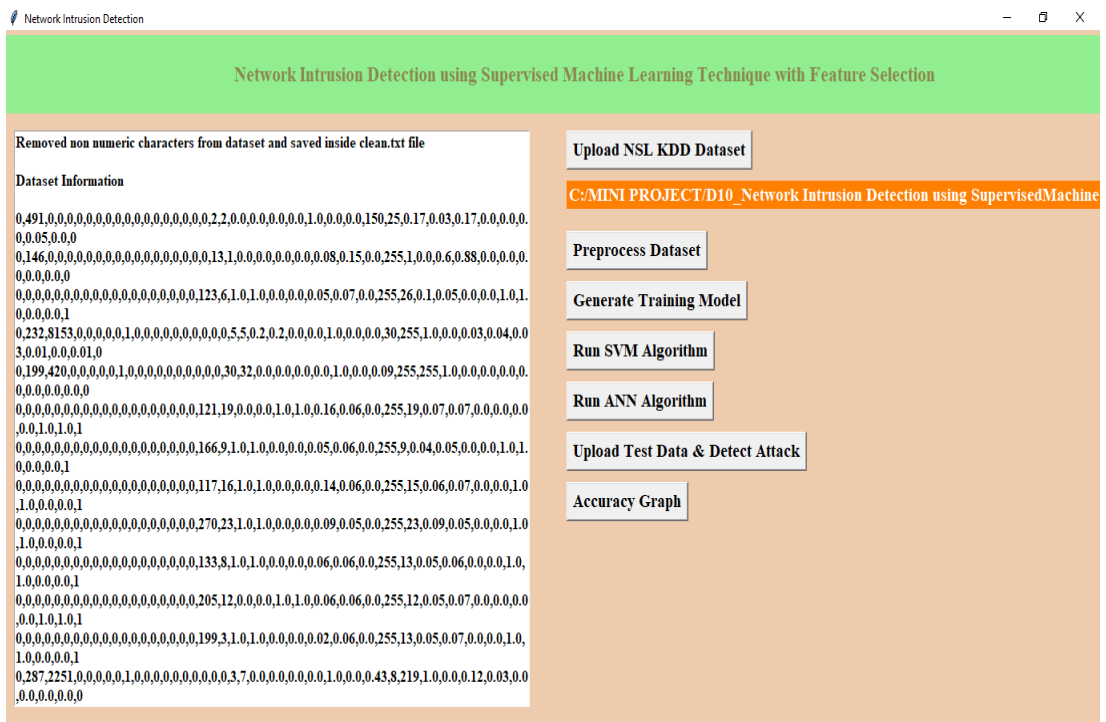 Network Intrusion Detection
Network Intrusion Detection using Supervised Machine Learning Technique with Feature Selection
Removed non numeric characters from dataset and saved inside clean.txt file
Dataset Information
0,491,0,0,0,0,0,0,0,0,0,0,0,0,0,0,0,0,0,2,2,0.0,0.0,0.0,0.0,1.0,0.0,0.0,150,25,0.17,0.03,0.17,0.0,0.0,0.
0,0.05,0.0,0
0,146,0,0,0,0,0,0,0,0,0,0,0,0,0,0,0,0,0,13,1,0.0,0.0,0.0,0.0,0.08,0.15,0.0,255,1,0.0,0.6,0.88,0.0,0.0,0.
0,0.0,0.0,0
0,0,0,0,0,0,0,0,0,0,0,0,0,0,0,0,0,0,0,123,6,1.0,1.0,0.0,0.0,0.05,0.07,0.0,255,26,0.1,0.05,0.0,0.0,1.0,1.
0,0.0,0.0,1
0,232,8153,0,0,0,0,0,1,0,0,0,0,0,0,0,0,0,0,5,5,0.2,0.2,0.0,0.0,1.0,0.0,0.0,30,255,1.0,0.0,0.03,0.04,0.0
3,0.01,0.0,0.01,0
0,199,420,0,0,0,0,0,1,0,0,0,0,0,0,0,0,0,0,30,32,0.0,0.0,0.0,0.0,1.0,0.0,0.09,255,255,1.0,0.0,0.0,0.0,0.
0,0.0,0.0,0.0,0
0,0,0,0,0,0,0,0,0,0,0,0,0,0,0,0,0,0,0,121,19,0.0,0.0,1.0,1.0,0.16,0.06,0.0,255,19,0.07,0.07,0.0,0.0,0.0
,0.0,1.0,1.0,1
0,0,0,0,0,0,0,0,0,0,0,0,0,0,0,0,0,0,0,166,9,1.0,1.0,0.0,0.0,0.05,0.06,0.0,255,9,0.04,0.05,0.0,0.0,1.0,1.
0,0.0,0.0,1
0,0,0,0,0,0,0,0,0,0,0,0,0,0,0,0,0,0,0,117,16,1.0,1.0,0.0,0.0,0.14,0.06,0.0,255,15,0.06,0.07,0.0,0.0,1.0
,1.0,0.0,0.0,1
0,0,0,0,0,0,0,0,0,0,0,0,0,0,0,0,0,0,0,270,23,1.0,1.0,0.0,0.0,0.09,0.05,0.0,255,23,0.09,0.05,0.0,0.0,1.0
,1.0,0.0,0.0,1
0,0,0,0,0,0,0,0,0,0,0,0,0,0,0,0,0,0,0,133,8,1.0,1.0,0.0,0.0,0.06,0.06,0.0,255,13,0.05,0.06,0.0,0.0,1.0,
1.0,0.0,0.0,1
0,0,0,0,0,0,0,0,0,0,0,0,0,0,0,0,0,0,0,205,12,0.0,0.0,1.0,1.0,0.06,0.06,0.0,255,12,0.05,0.07,0.0,0.0,0.0
,0.0,1.0,1.0,1
0,0,0,0,0,0,0,0,0,0,0,0,0,0,0,0,0,0,0,199,3,1.0,1.0,0.0,0.0,0.02,0.06,0.0,255,13,0.05,0.07,0.0,0.0,1.0,
1.0,0.0,0.0,1
0,287,2251,0,0,0,0,0,1,0,0,0,0,0,0,0,0,0,0,3,7,0.0,0.0,0.0,0.0,1.0,0.0,0.43,8,219,1.0,0.0,0.12,0.03,0.0
,0.0,0.0,0.0,0
Upload NSL KDD Dataset
C:/MINI PROJECT/D10_Network Intrusion Detection using SupervisedMachine
Preprocess Dataset
Generate Training Model
Run SVM Algorithm
Run ANN Algorithm
Upload Test Data & Detect Attack
Accuracy Graph